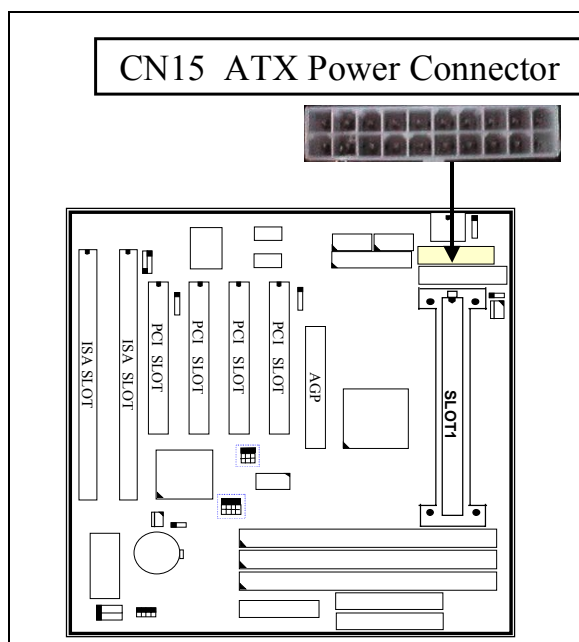 CN15 ATX Power Connector
ISA SLOT
ISA SLOT
PCI SLOT
PCI SLOT
PCI SLOT
PCI SLOT
AGP
SLOT1